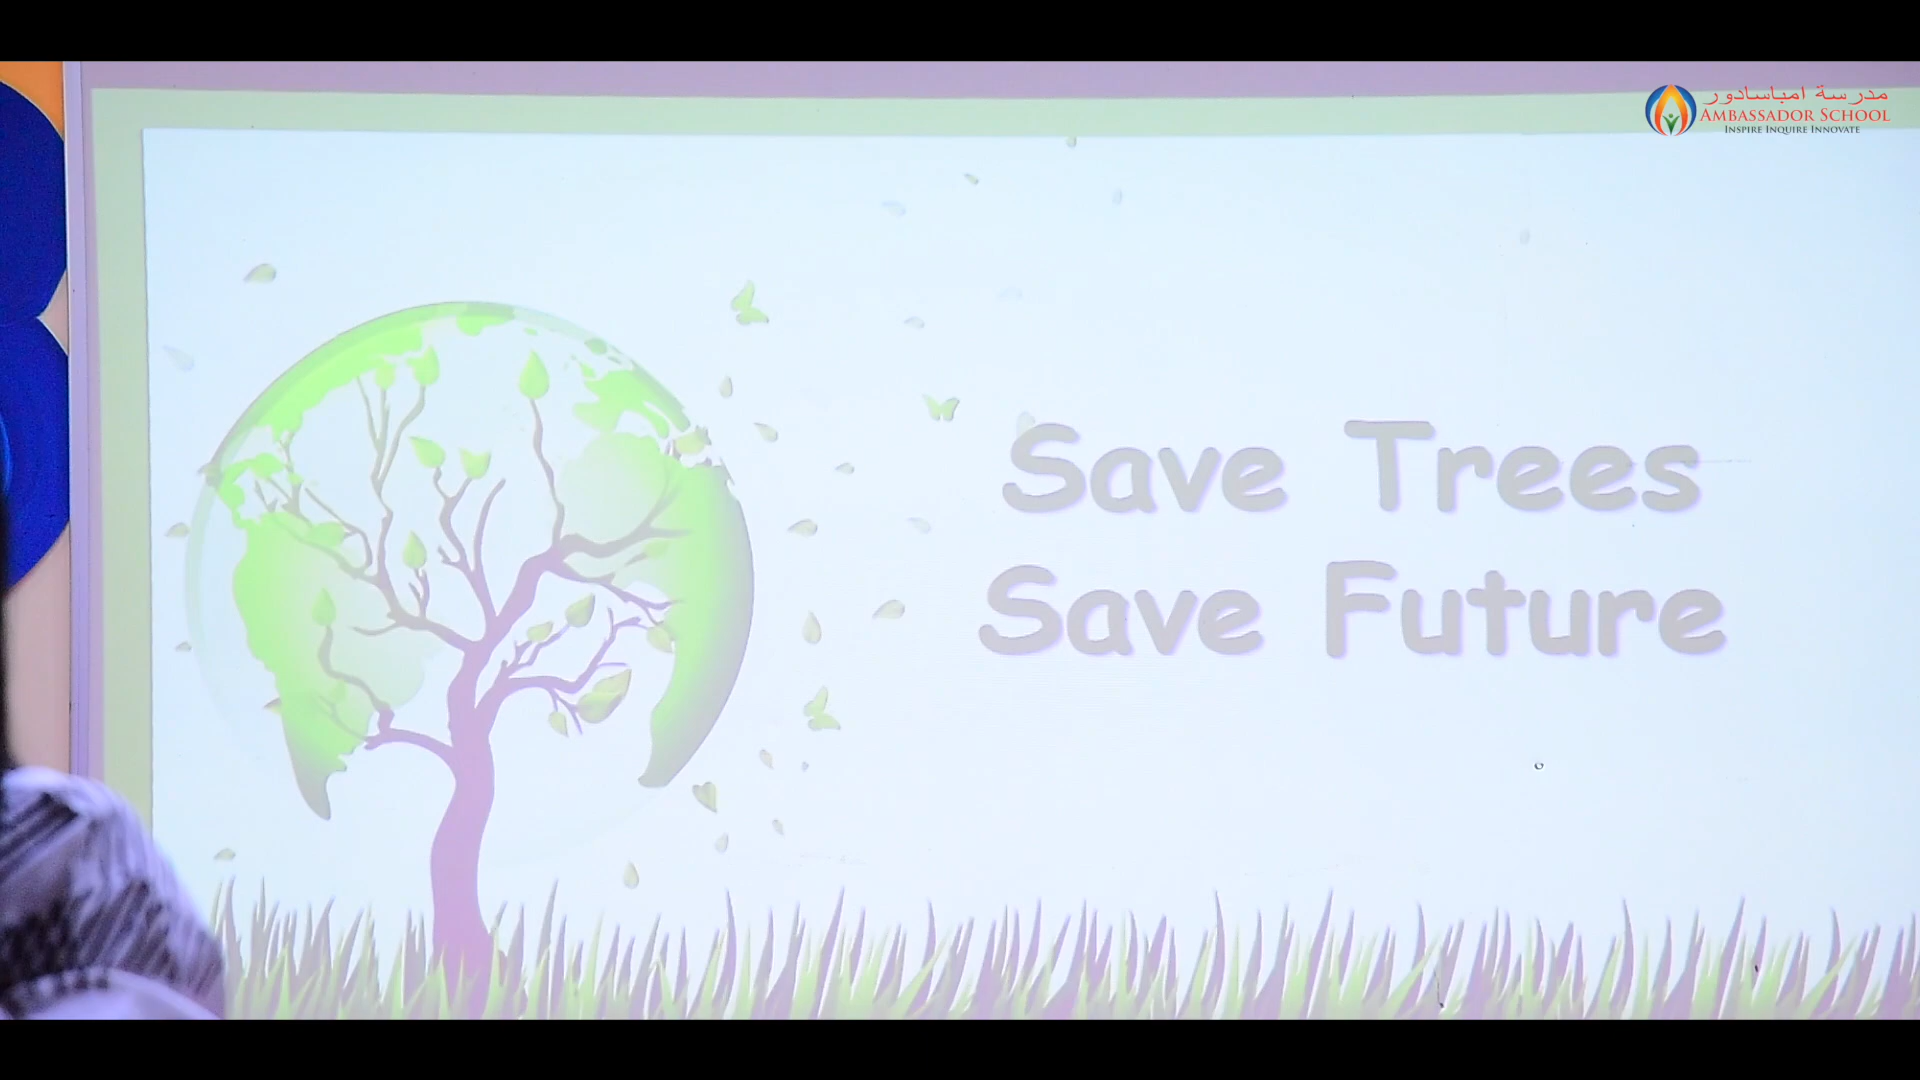 مدرسة امباسادور
AMBASSADOR SCHOOL
INSPIRE INQUIRE INNOVATE
Save Trees
Save Future